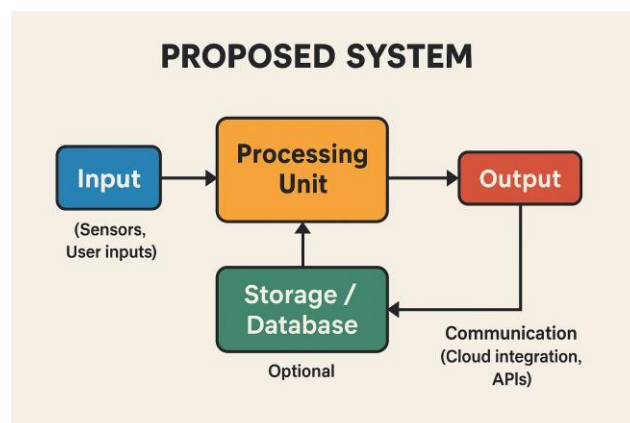 PROPOSED SYSTEM
Input
(Sensors,
User inputs)
Processing
Unit
Output
Storage /
Database
Optional
Communication
(Cloud integration,
APIs)